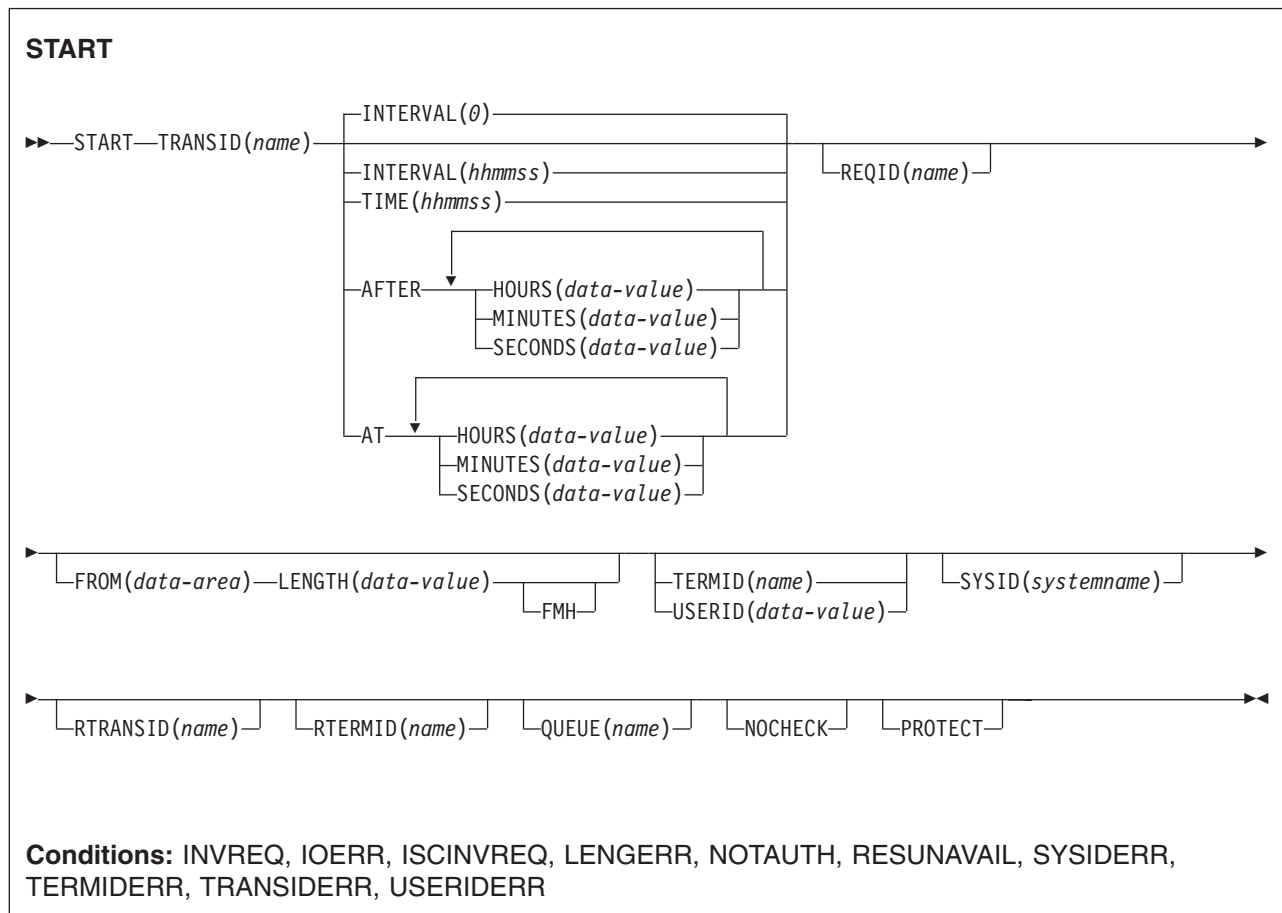 START
INTERVAL(0)
START TRANSID(name)
INTERVAL(hhmmss) REQID(name)
TIME(hhmmss)
AFTER HOURS(data-value)
MINUTES(data-value)
SECONDS(data-value)
AT HOURS(data-value)
MINUTES(data-value)
SECONDS(data-value)
FROM(data-area) LENGTH(data-value) TERMID(name) SYSID(systemname)
FMH USERID(data-value)
RTRANSID(name) RTERMID(name) QUEUE(name) NOCHECK PROTECT
Conditions: INVREQ, IOERR, ISCINVREQ, LENGERR, NOTAUTH, RESUNAVAIL, SYSIDERR,
TERMIDERR, TRANSIDERR, USERIDERR